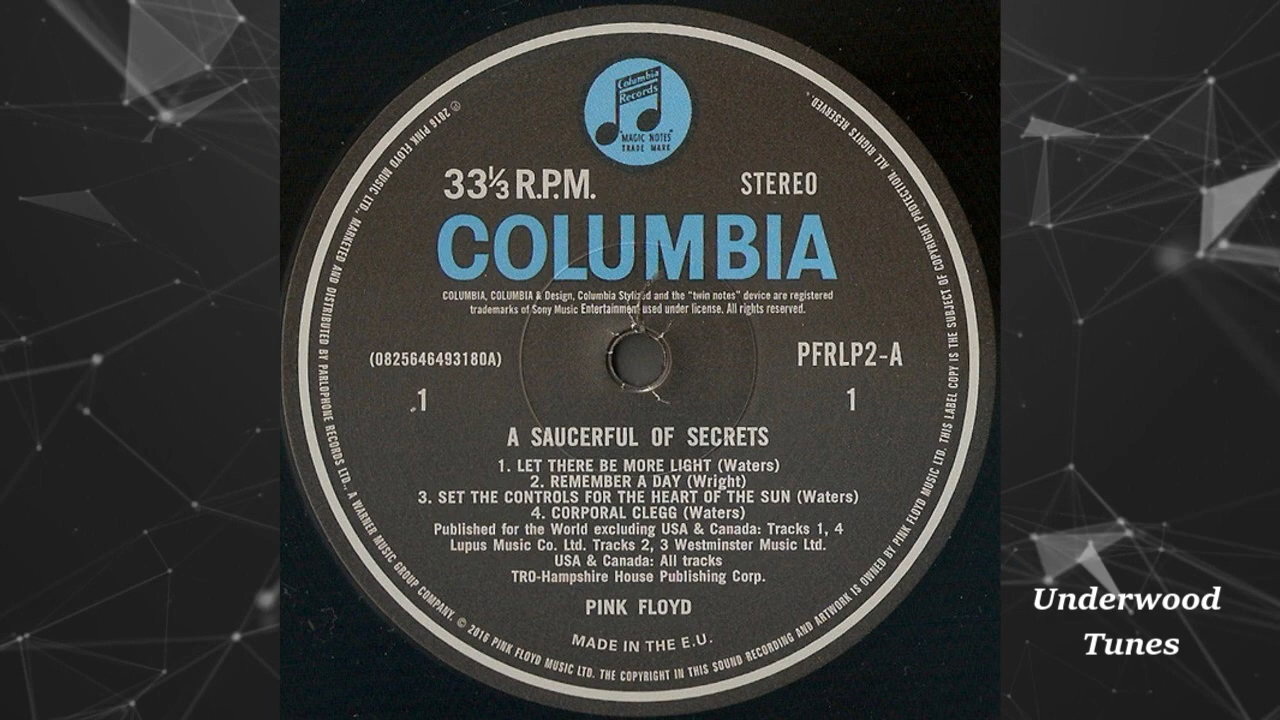 Columbia
Records
"MAGIC NOTES"
TRADE MARK
33⅓ R.P.M.
STEREO
COLUMBIA
COLUMBIA, COLUMBIA & Design, Columbia Stylized and the "twin notes" device are registered
trademarks of Sony Music Entertainment used under license. All rights reserved.
(0825646493180A)
PFRLP2-A
1
1
A SAUCERFUL OF SECRETS
1. LET THERE BE MORE LIGHT (Waters)
2. REMEMBER A DAY (Wright)
3. SET THE CONTROLS FOR THE HEART OF THE SUN (Waters)
4. CORPORAL CLEGG (Waters)
Published for the World excluding USA & Canada: Tracks 1, 4
Lupus Music Co. Ltd. Tracks 2, 3 Westminster Music Ltd.
USA & Canada: All tracks
TRO-Hampshire House Publishing Corp.
PINK FLOYD
MADE IN THE E.U.
℗ 2016 PINK FLOYD MUSIC LTD., MARKETED AND DISTRIBUTED BY PARLOPHONE RECORDS LTD., A WARNER MUSIC GROUP COMPANY. © 2016 PINK FLOYD MUSIC LTD. THE COPYRIGHT IN THIS SOUND RECORDING AND ARTWORK IS OWNED BY PINK FLOYD MUSIC LTD. THIS LABEL COPY IS THE SUBJECT OF COPYRIGHT PROTECTION. ALL RIGHTS RESERVED.
Underwood
Tunes